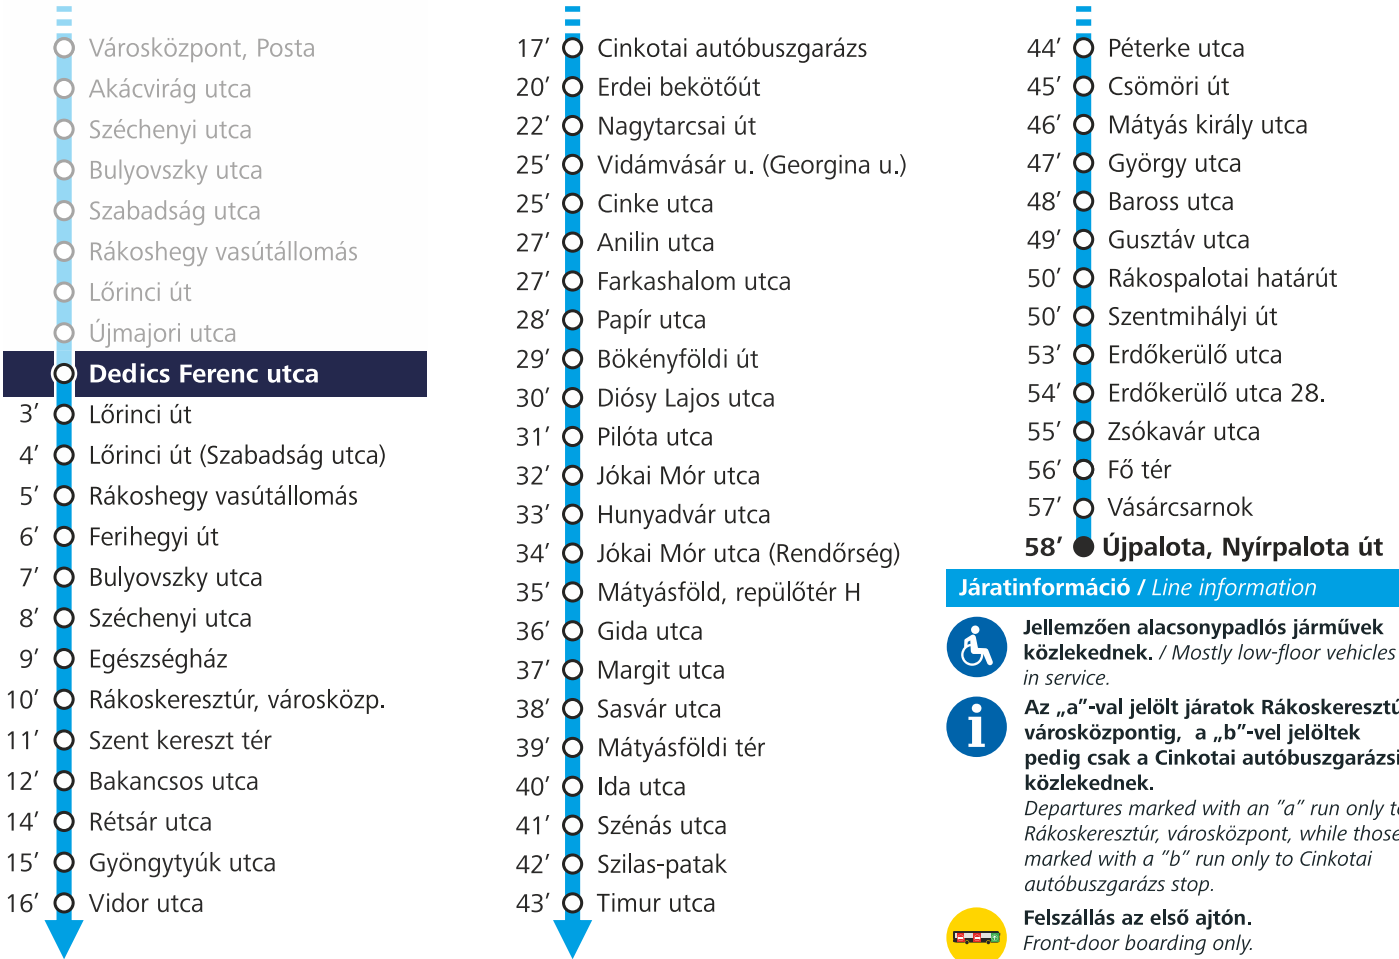 Városközpont, Posta
Akácvirág utca
Széchenyi utca
Bulyovszky utca
Szabadság utca
Rákoshegy vasútállomás
Lőrinci út
Újmajori utca
Dedics Ferenc utca
3’ Lőrinci út
4’ Lőrinci út (Szabadság utca)
5’ Rákoshegy vasútállomás
6’ Ferihegyi út
7’ Bulyovszky utca
8’ Széchenyi utca
9’ Egészségház
10’ Rákoskeresztúr, városközp.
11’ Szent kereszt tér
12’ Bakancsos utca
14’ Rétsár utca
15’ Gyöngytyúk utca
16’ Vidor utca
17’ Cinkotai autóbuszgarázs
20’ Erdei bekötőút
22’ Nagytarcsai út
25’ Vidámvásár u. (Georgina u.)
25’ Cinke utca
27’ Anilin utca
27’ Farkashalom utca
28’ Papír utca
29’ Bökényföldi út
30’ Diósy Lajos utca
31’ Pilóta utca
32’ Jókai Mór utca
33’ Hunyadvár utca
34’ Jókai Mór utca (Rendőrség)
35’ Mátyásföld, repülőtér H
36’ Gida utca
37’ Margit utca
38’ Sasvár utca
39’ Mátyásföldi tér
40’ Ida utca
41’ Szénás utca
42’ Szilas-patak
43’ Timur utca
44’ Péterke utca
45’ Csömöri út
46’ Mátyás király utca
47’ György utca
48’ Baross utca
49’ Gusztáv utca
50’ Rákospalotai határút
50’ Szentmihályi út
53’ Erdőkerülő utca
54’ Erdőkerülő utca 28.
55’ Zsókavár utca
56’ Fő tér
57’ Vásárcsarnok
58’ Újpalota, Nyírpalota út
Járatinformáció / Line information
Jellemzően alacsonypadlós járművek
közlekednek. / Mostly low-floor vehicles
in service.
Az „a”-val jelölt járatok Rákoskeresztú
városközpontig, a „b”-vel jelöltek
pedig csak a Cinkotai autóbuszgarázsi
közlekednek.
Departures marked with an ”a” run only to
Rákoskeresztúr, városközpont, while those
marked with a ”b” run only to Cinkotai
autóbuszgarázs stop.
Felszállás az első ajtón.
Front-door boarding only.